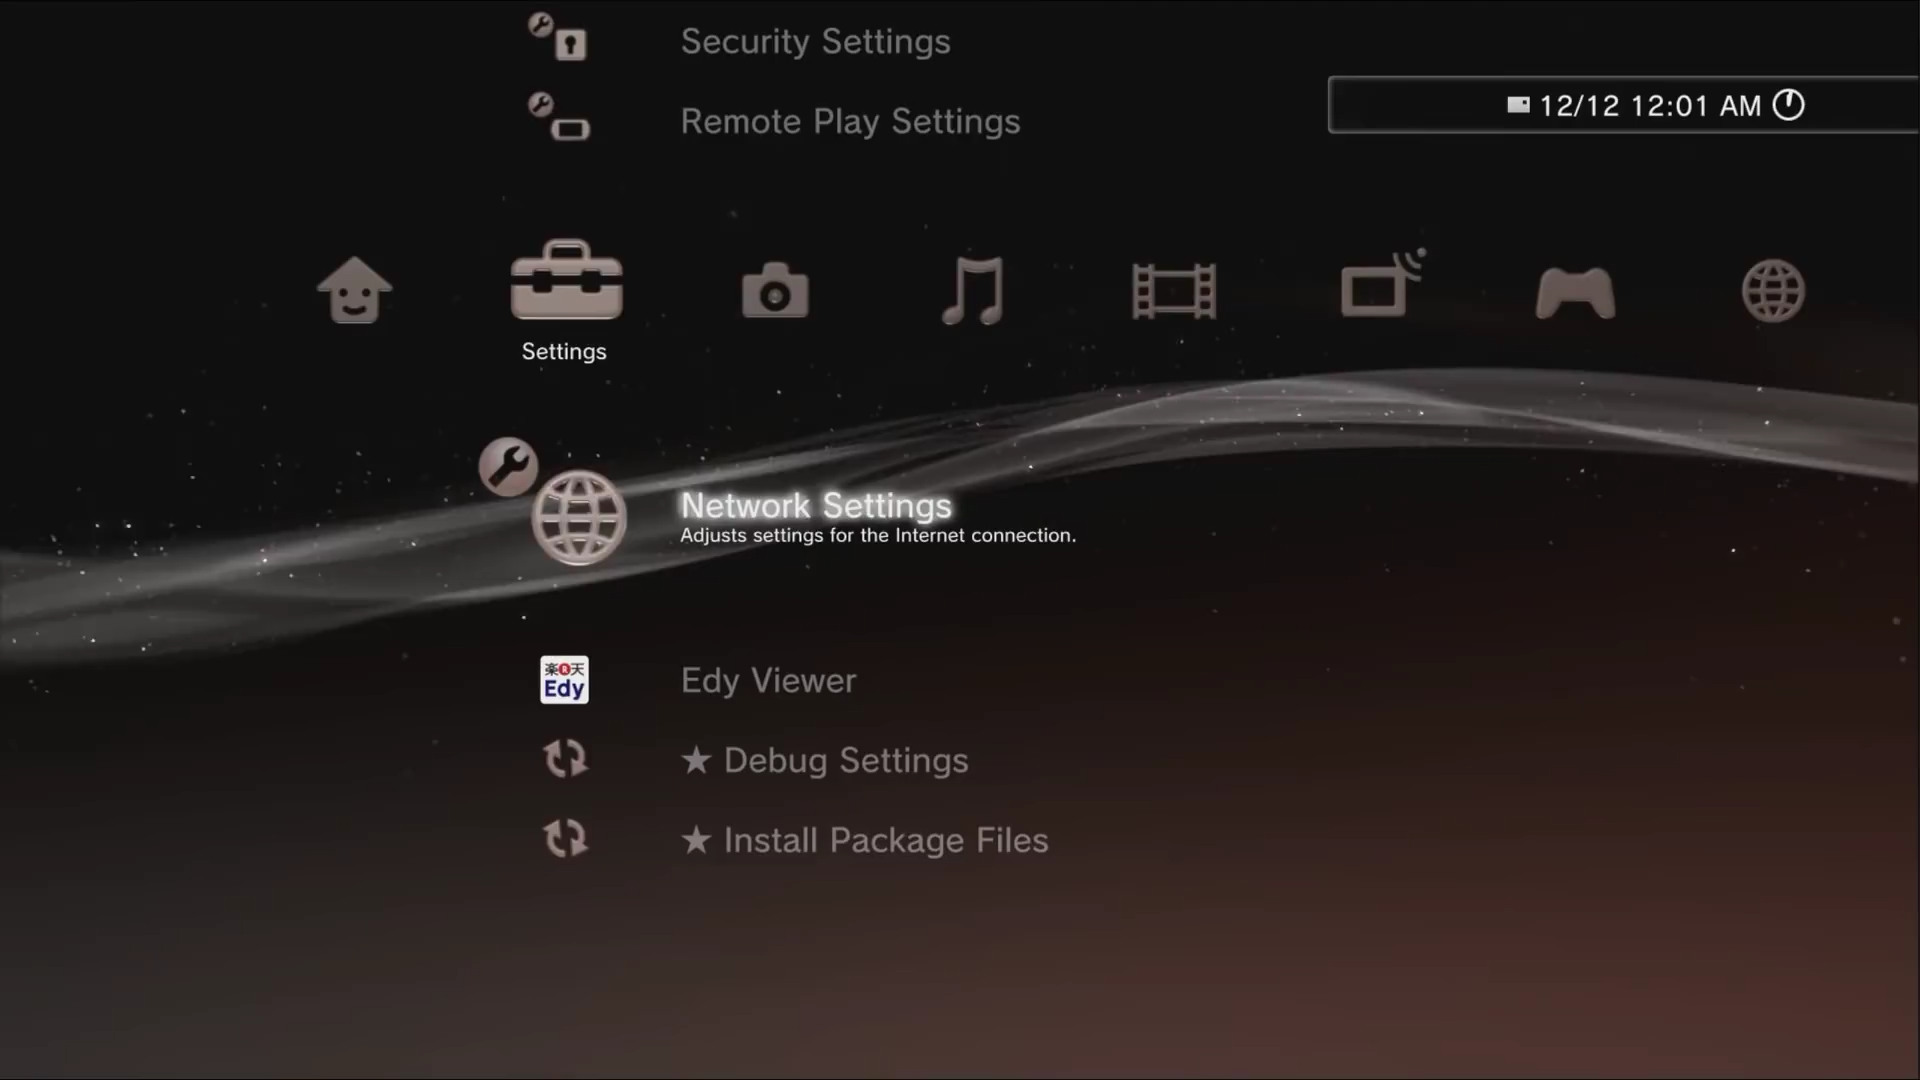 Security Settings
Remote Play Settings
12/12 12:01 AM
Settings
Network Settings
Adjusts settings for the Internet connection.
楽R天
Edy
Edy Viewer
★ Debug Settings
★ Install Package Files